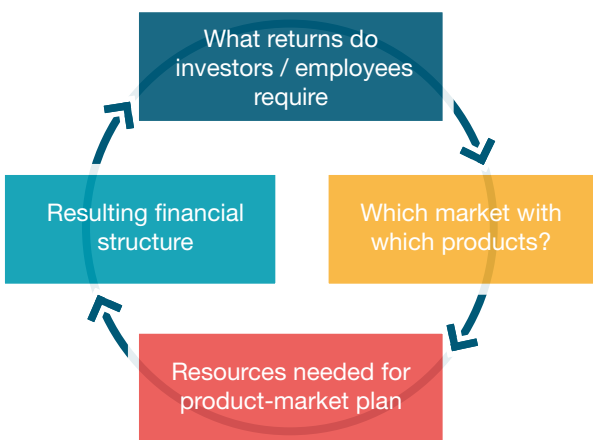 What returns do
investors / employees
require
Which market with
which products?
Resources needed for
product-market plan
Resulting financial
structure